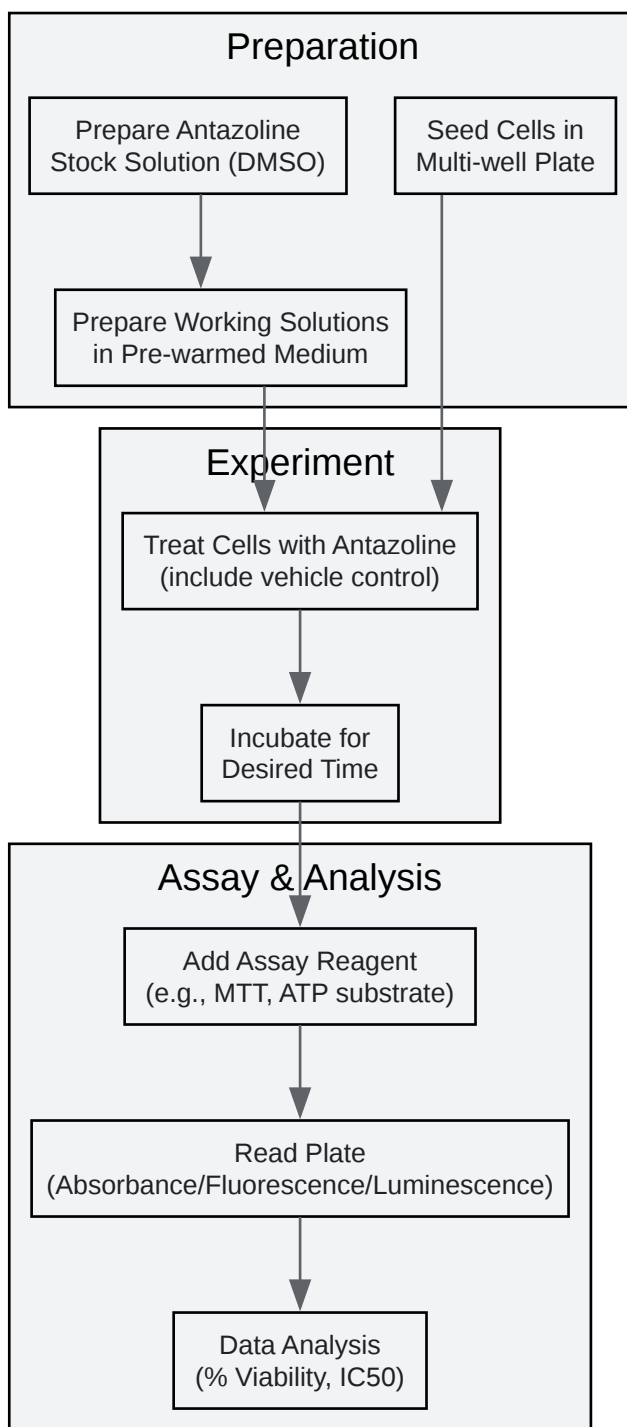 Preparation
Prepare Antazoline
Stock Solution (DMSO)
Seed Cells in
Multi-well Plate
Prepare Working Solutions
in Pre-warmed Medium
Experiment
Treat Cells with Antazoline
(include vehicle control)
Incubate for
Desired Time
Assay & Analysis
Add Assay Reagent
(e.g., MTT, ATP substrate)
Read Plate
(Absorbance/Fluorescence/Luminescence)
Data Analysis
(% Viability, IC50)